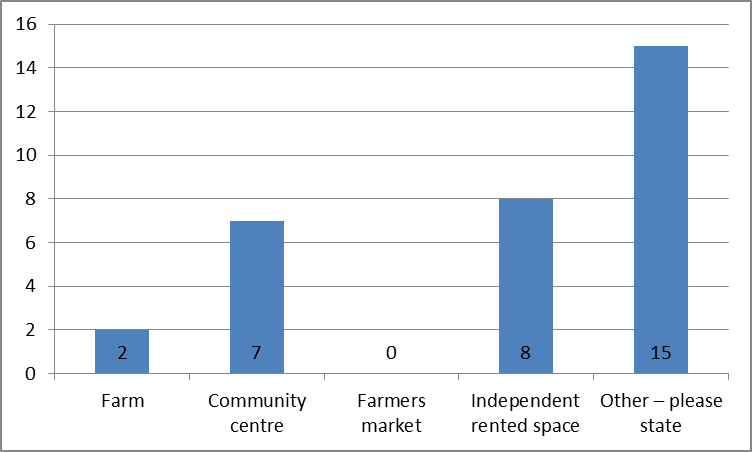 16
14
12
10
8
6
4
2
0
2
7
0
8
15
Farm
Community
centre
Farmers
market
Independent
rented space
Other – please
state